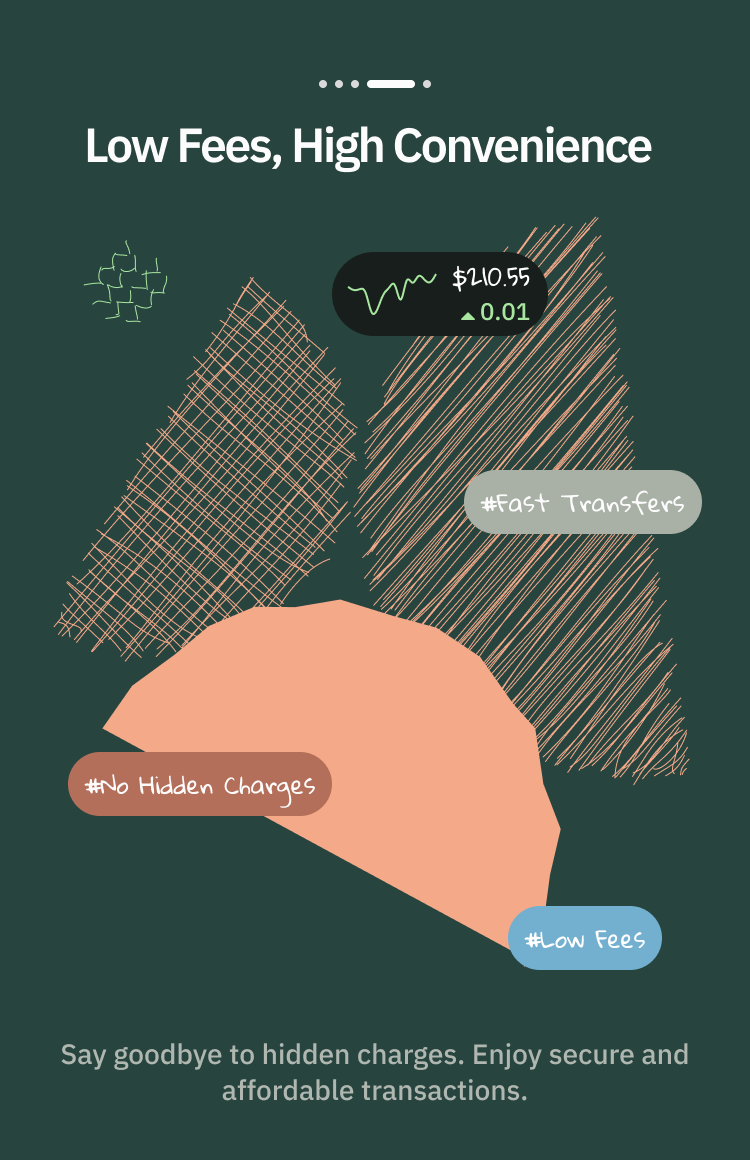 Low Fees, High Convenience
$210.55
0.01
#Fast Transfers
#No Hidden Charges
#Low Fees
Say goodbye to hidden charges. Enjoy secure and
affordable transactions.